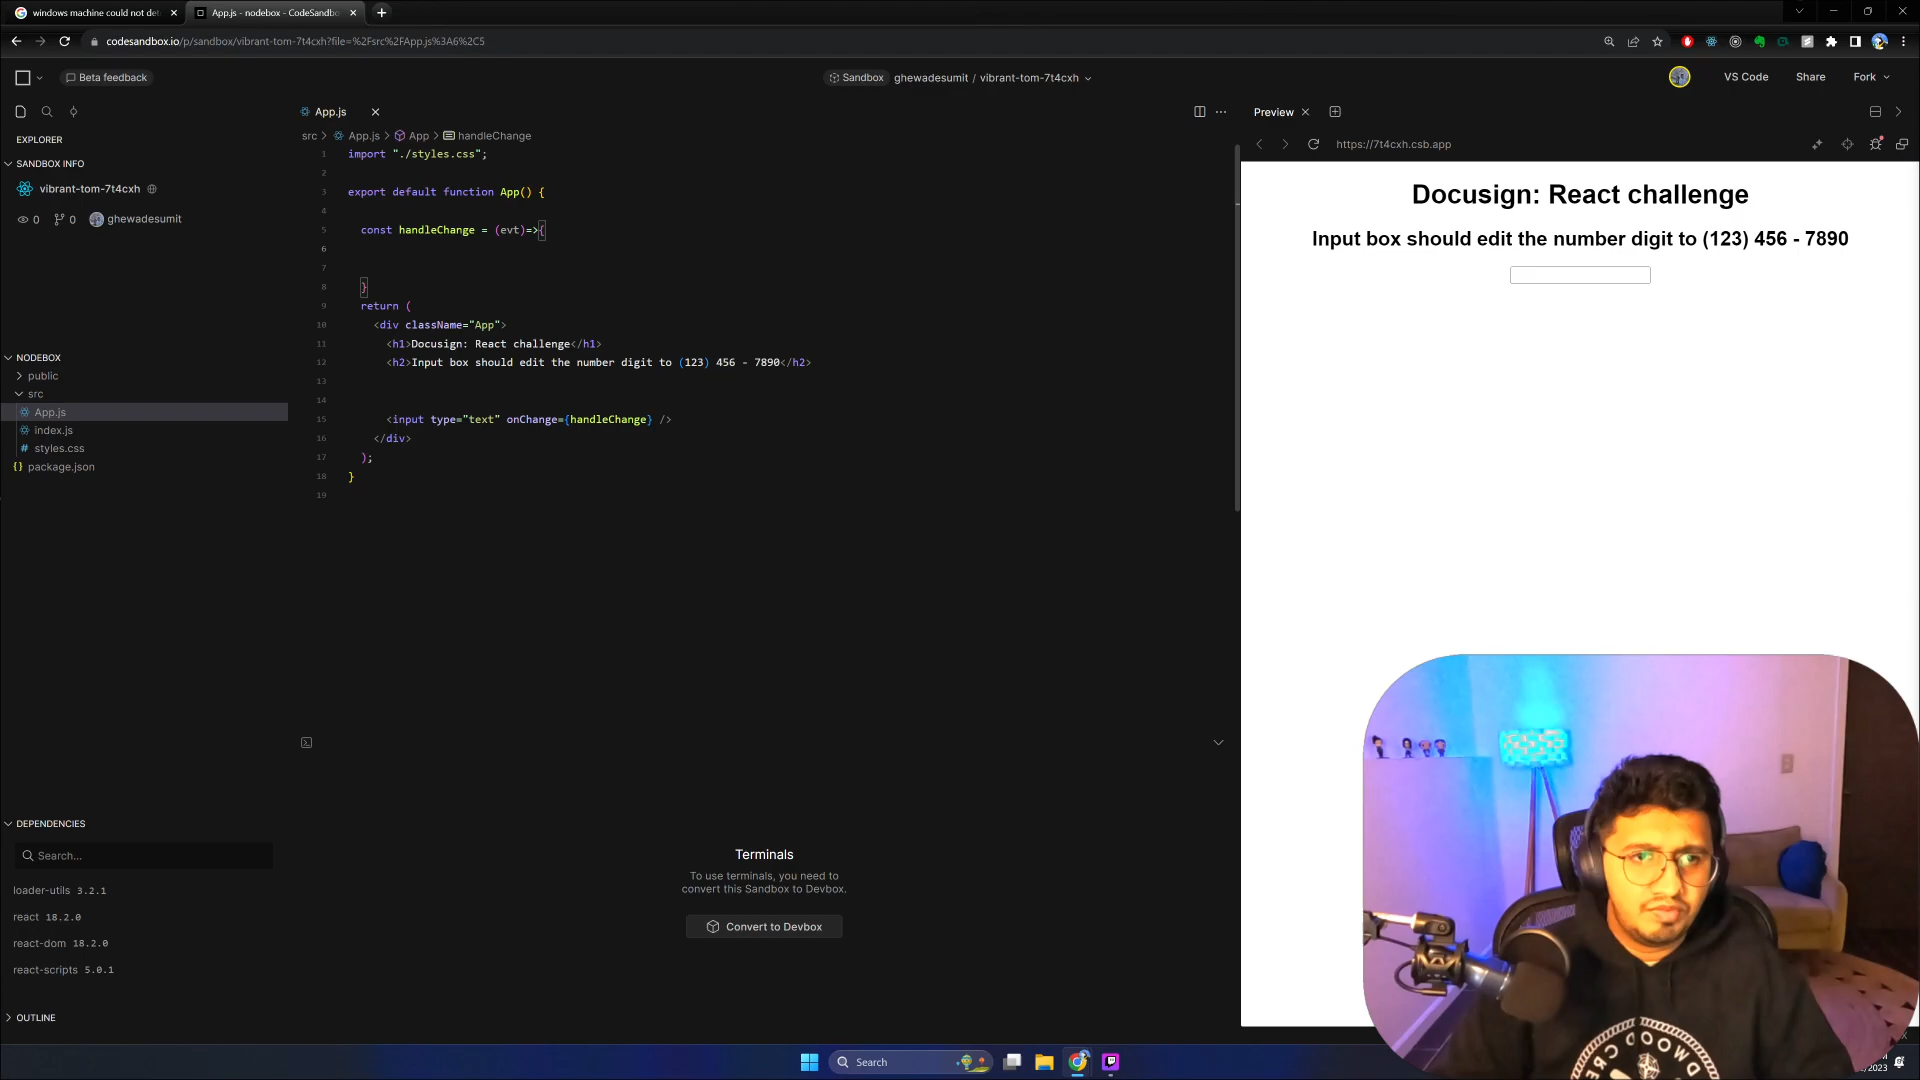 windows machine could not det
App.js - nodebox - CodeSandbo
codesandbox.io/p/sandbox/vibrant-tom-7t4cxh?file=%2Fsrc%2FApp.js%3A6%2C5
Beta feedback
Sandbox ghewadesumit / vibrant-tom-7t4cxh
VS Code Share Fork
EXPLORER
SANDBOX INFO
vibrant-tom-7t4cxh
0 0 ghewadesumit
NODEBOX
public
src
App.js
index.js
styles.css
package.json
DEPENDENCIES
Search...
loader-utils 3.2.1
react 18.2.0
react-dom 18.2.0
react-scripts 5.0.1
OUTLINE
App.js
src > App.js > App > handleChange
1 import "./styles.css";
2
3 export default function App() {
4
5 const handleChange = (evt)=>{
6
7
8 }
9 return (
10 <div className="App">
11 <h1>Docusign: React challenge</h1>
12 <h2>Input box should edit the number digit to (123) 456 - 7890</h2>
13
14
15 <input type="text" onChange={handleChange} />
16 </div>
17 );
18 }
19
Terminals
To use terminals, you need to
convert this Sandbox to Devbox.
Convert to Devbox
Preview
https://7t4cxh.csb.app
Docusign: React challenge
Input box should edit the number digit to (123) 456 - 7890
Search
/2023